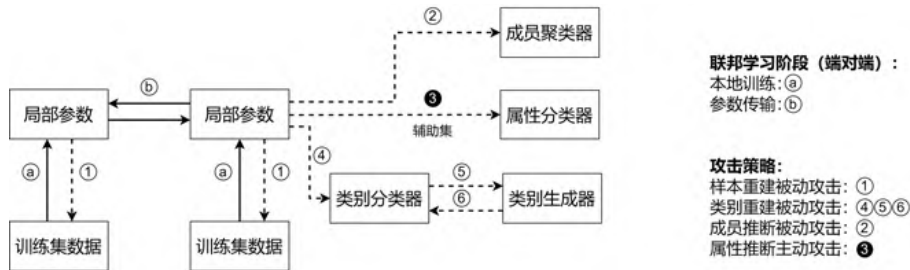 ② 成员聚类器
ⓑ ❸
局部参数 局部参数 辅助集 属性分类器
④
ⓐ ① ⓐ ① ⑤
类别分类器 类别生成器
⑥
训练集数据 训练集数据
联邦学习阶段（端对端）:
本地训练: ⓐ
参数传输: ⓑ
攻击策略:
样本重建被动攻击: ①
类别重建被动攻击: ④⑤⑥
成员推断被动攻击: ②
属性推断主动攻击: ❸